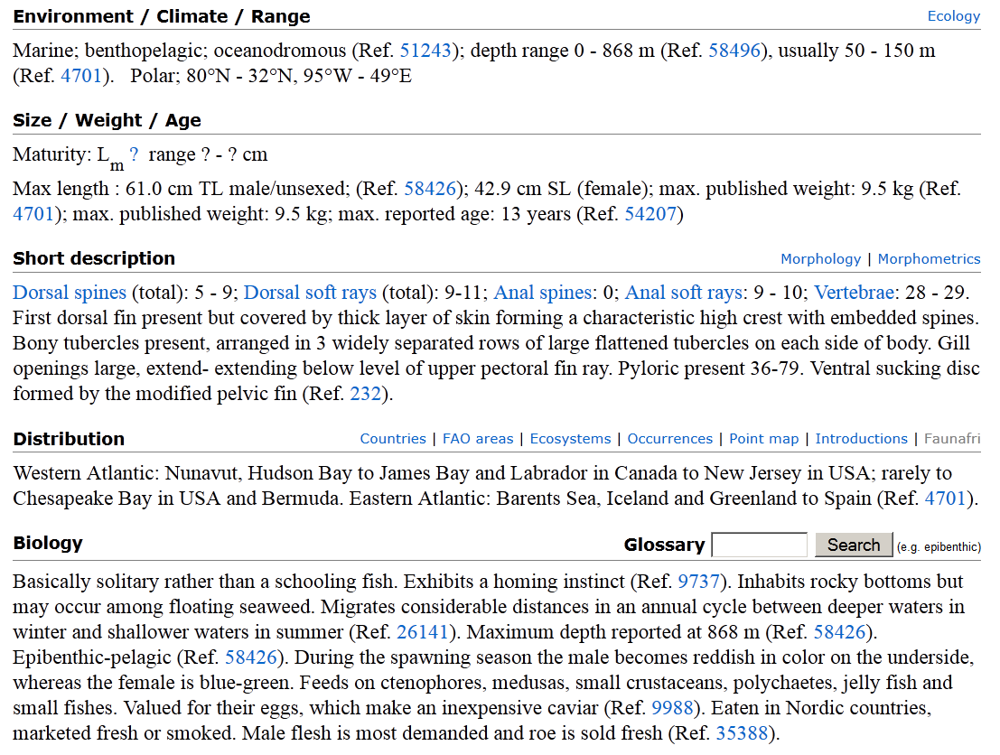 Environment / Climate / Range Ecology
Marine; benthopelagic; oceanodromous (Ref. 51243); depth range 0 - 868 m (Ref. 58496), usually 50 - 150 m
(Ref. 4701). Polar; 80°N - 32°N, 95°W - 49°E
Size / Weight / Age
Maturity: Lm ? range ? - ? cm
Max length : 61.0 cm TL male/unsexed; (Ref. 58426); 42.9 cm SL (female); max. published weight: 9.5 kg (Ref.
4701); max. published weight: 9.5 kg; max. reported age: 13 years (Ref. 54207)
Short description Morphology | Morphometrics
Dorsal spines (total): 5 - 9; Dorsal soft rays (total): 9-11; Anal spines: 0; Anal soft rays: 9 - 10; Vertebrae: 28 - 29.
First dorsal fin present but covered by thick layer of skin forming a characteristic high crest with embedded spines.
Bony tubercles present, arranged in 3 widely separated rows of large flattened tubercles on each side of body. Gill
openings large, extend- extending below level of upper pectoral fin ray. Pyloric present 36-79. Ventral sucking disc
formed by the modified pelvic fin (Ref. 232).
Distribution Countries | FAO areas | Ecosystems | Occurrences | Point map | Introductions | Faunafri
Western Atlantic: Nunavut, Hudson Bay to James Bay and Labrador in Canada to New Jersey in USA; rarely to
Chesapeake Bay in USA and Bermuda. Eastern Atlantic: Barents Sea, Iceland and Greenland to Spain (Ref. 4701).
Biology Glossary Search (e.g. epibenthic)
Basically solitary rather than a schooling fish. Exhibits a homing instinct (Ref. 9737). Inhabits rocky bottoms but
may occur among floating seaweed. Migrates considerable distances in an annual cycle between deeper waters in
winter and shallower waters in summer (Ref. 26141). Maximum depth reported at 868 m (Ref. 58426).
Epibenthic-pelagic (Ref. 58426). During the spawning season the male becomes reddish in color on the underside,
whereas the female is blue-green. Feeds on ctenophores, medusas, small crustaceans, polychaetes, jelly fish and
small fishes. Valued for their eggs, which make an inexpensive caviar (Ref. 9988). Eaten in Nordic countries,
marketed fresh or smoked. Male flesh is most demanded and roe is sold fresh (Ref. 35388).